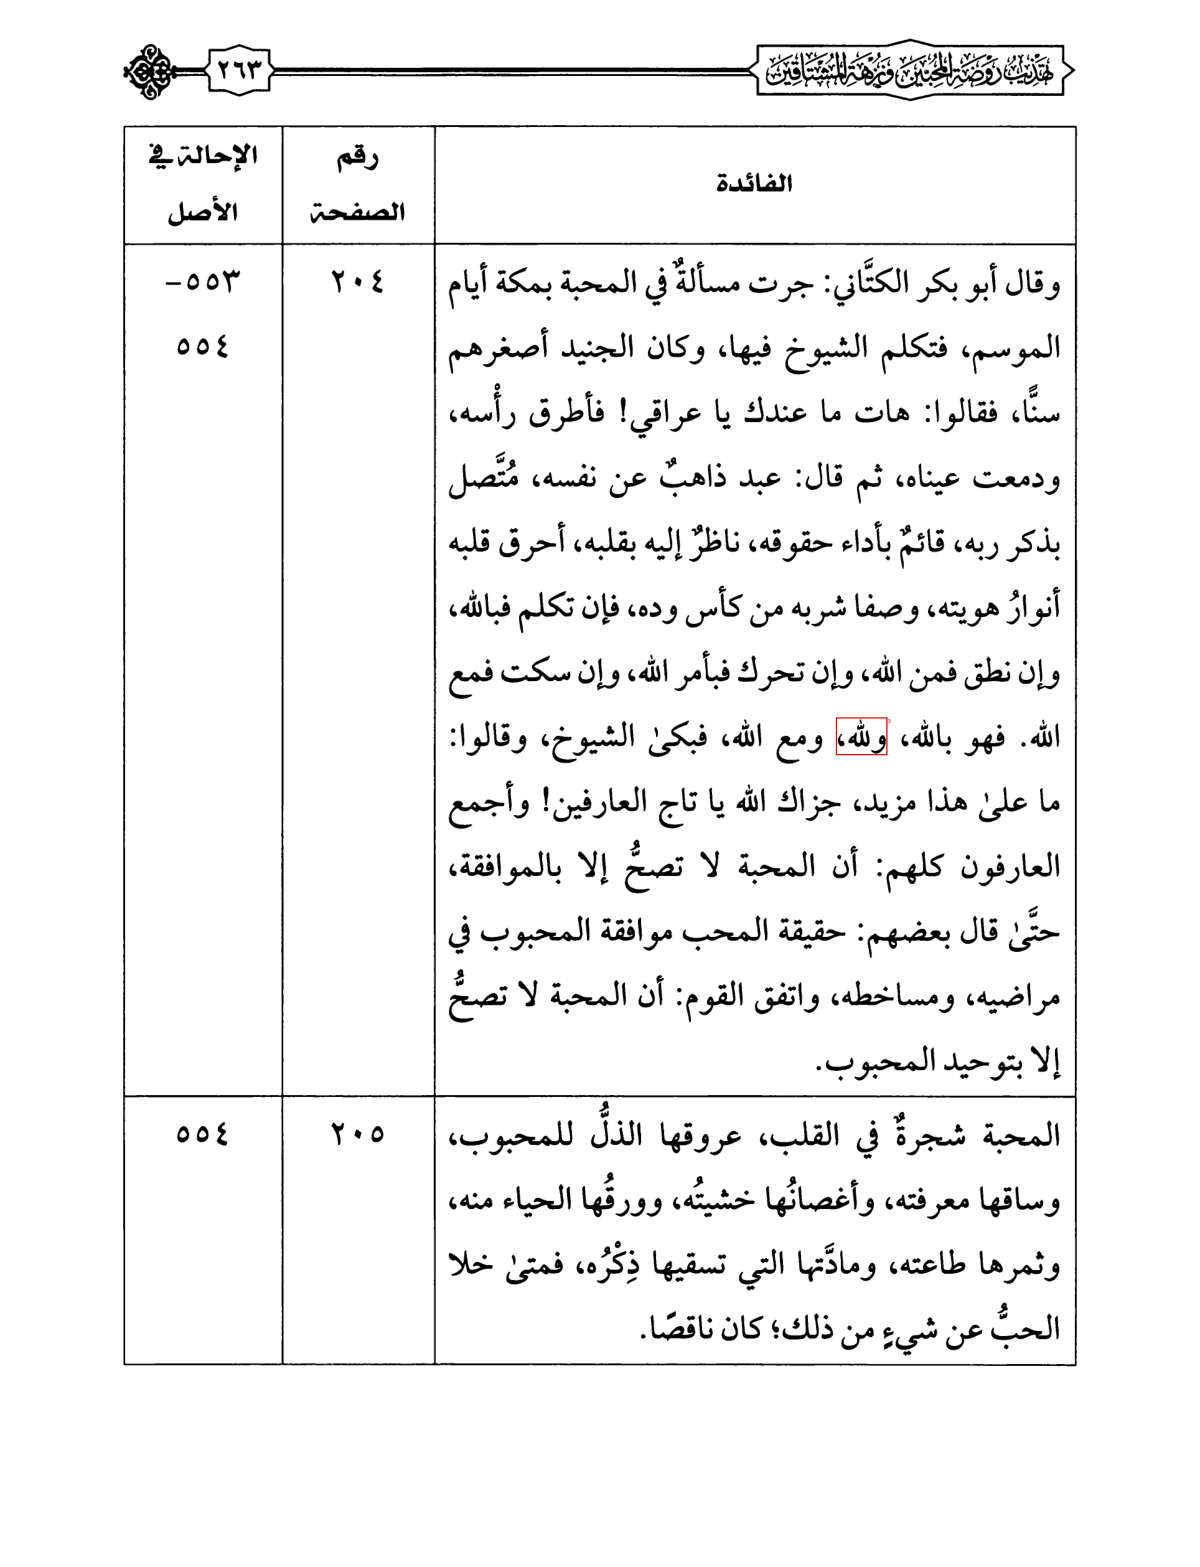 تهذيب روضة المحبين ونزهة المشتاقين
٢٦٣
الفائدة
رقم الصفحة
الإحالة في الأصل
وقال أبو بكر الكتَّاني: جرت مسألةٌ في المحبة بمكة أيام
الموسم، فتكلم الشيوخ فيها، وكان الجنيد أصغرهم
سنًّا، فقالوا: هات ما عندك يا عراقي! فأطرق رأْسه،
ودمعت عيناه، ثم قال: عبد ذاهبٌ عن نفسه، مُتَّصل
بذكر ربه، قائمٌ بأداء حقوقه، ناظرٌ إليه بقلبه، أحرق قلبه
أنوارُ هويته، وصفا شربه من كأس وده، فإن تكلم فبالله،
وإن نطق فمن الله، وإن تحرك فبأمر الله، وإن سكت فمع
الله. فهو بالله، ولله، ومع الله، فبكىٰ الشيوخ، وقالوا:
ما علىٰ هذا مزيد، جزاك الله يا تاج العارفين! وأجمع
العارفون كلهم: أن المحبة لا تصحُّ إلا بالموافقة،
حتَّىٰ قال بعضهم: حقيقة المحب موافقة المحبوب في
مراضيه، ومساخطه، واتفق القوم: أن المحبة لا تصحُّ
إلا بتوحيد المحبوب.
٢٠٤
٥٥٣-
٥٥٤
المحبة شجرةٌ في القلب، عروقها الذلُّ للمحبوب،
وساقها معرفته، وأغصانُها خشيتُه، وورقُها الحياء منه،
وثمرها طاعته، ومادَّتها التي تسقيها ذِكْرُه، فمتىٰ خلا
الحبُّ عن شيءٍ من ذلك؛ كان ناقصًا.
٢٠٥
٥٥٤